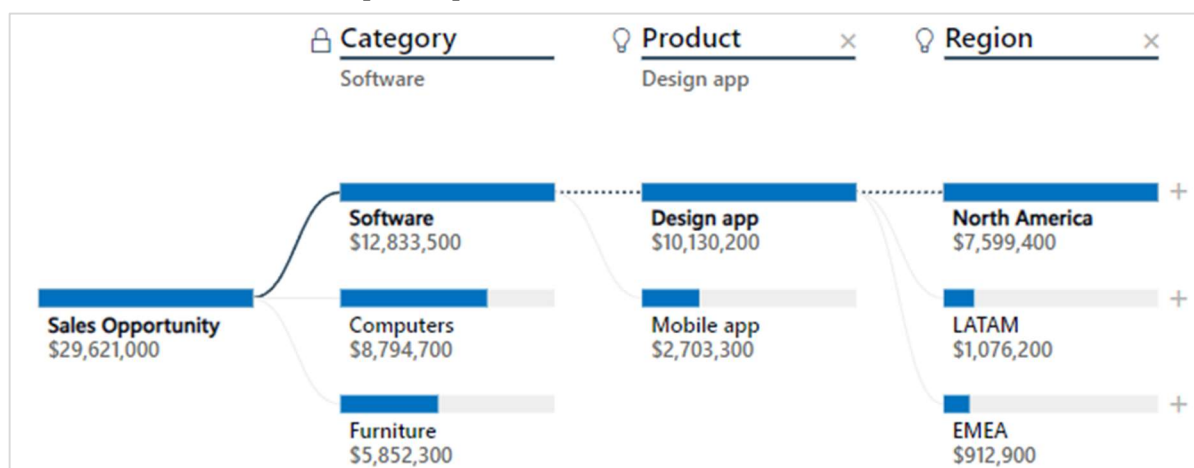 Category
Product
Region
Software
Design app
Software
$12,833,500
Design app
$10,130,200
North America
$7,599,400
Sales Opportunity
$29,621,000
Computers
$8,794,700
Mobile app
$2,703,300
LATAM
$1,076,200
Furniture
$5,852,300
EMEA
$912,900